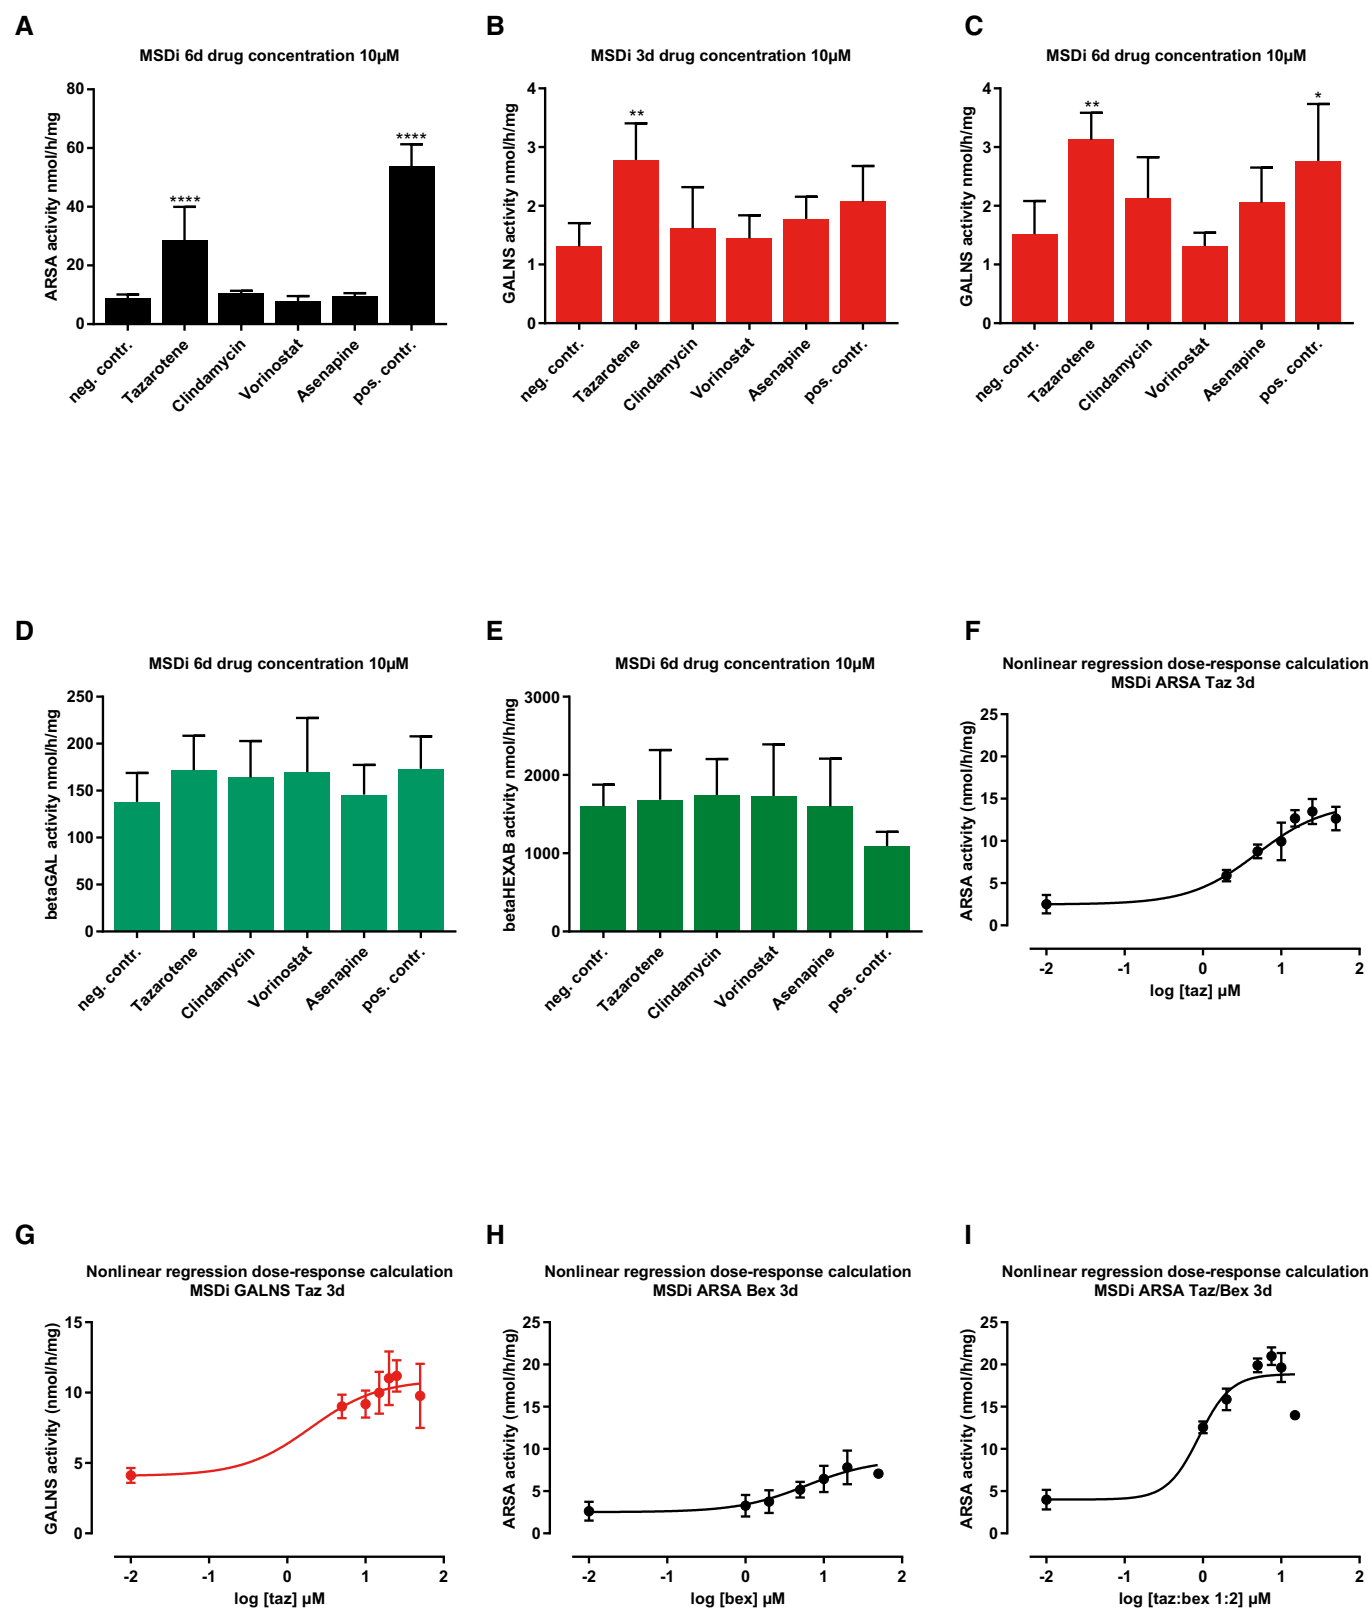 A
MSDi 6d drug concentration 10µM
ARSA activity nmol/h/mg
80
60
40
20
0
****
****
neg. contr.
Tazarotene
Clindamycin
Vorinostat
Asenapine
pos. contr.
B
MSDi 3d drug concentration 10µM
GALNS activity nmol/h/mg
4
3
2
1
0
**
neg. contr.
Tazarotene
Clindamycin
Vorinostat
Asenapine
pos. contr.
C
MSDi 6d drug concentration 10µM
GALNS activity nmol/h/mg
4
3
2
1
0
**
*
neg. contr.
Tazarotene
Clindamycin
Vorinostat
Asenapine
pos. contr.
D
MSDi 6d drug concentration 10µM
betaGAL activity nmol/h/mg
250
200
150
100
50
0
neg. contr.
Tazarotene
Clindamycin
Vorinostat
Asenapine
pos. contr.
E
MSDi 6d drug concentration 10µM
betaHEXAB activity nmol/h/mg
3000
2000
1000
0
neg. contr.
Tazarotene
Clindamycin
Vorinostat
Asenapine
pos. contr.
F
Nonlinear regression dose-response calculation
MSDi ARSA Taz 3d
ARSA activity (nmol/h/mg)
25
20
15
10
5
0
-2 -1 0 1 2
log [taz] µM
G
Nonlinear regression dose-response calculation
MSDi GALNS Taz 3d
GALNS activity (nmol/h/mg)
15
10
5
0
-2 -1 0 1 2
log [taz] µM
H
Nonlinear regression dose-response calculation
MSDi ARSA Bex 3d
ARSA activity (nmol/h/mg)
25
20
15
10
5
0
-2 -1 0 1 2
log [bex] µM
I
Nonlinear regression dose-response calculation
MSDi ARSA Taz/Bex 3d
ARSA activity (nmol/h/mg)
25
20
15
10
5
0
-2 -1 0 1 2
log [taz:bex 1:2] µM